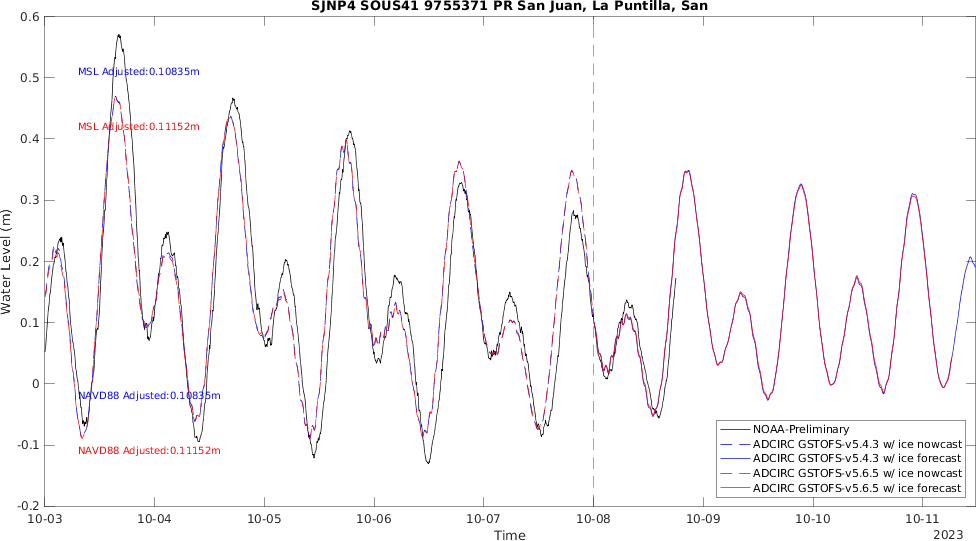 SJNP4 SOUS41 9755371 PR San Juan, La Puntilla, San
Water Level (m)
0.6
0.5
0.4
0.3
0.2
0.1
0
-0.1
-0.2
MSL Adjusted:0.10835m
MSL Adjusted:0.11152m
NAVD88 Adjusted:0.10835m
NAVD88 Adjusted:0.11152m
NOAA-Preliminary
ADCIRC GSTOFS-v5.4.3 w/ ice nowcast
ADCIRC GSTOFS-v5.4.3 w/ ice forecast
ADCIRC GSTOFS-v5.6.5 w/ ice nowcast
ADCIRC GSTOFS-v5.6.5 w/ ice forecast
10-03 10-04 10-05 10-06 10-07 10-08 10-09 10-10 10-11
Time
2023